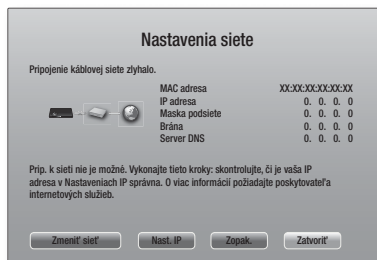 Nastavenia siete
Pripojenie káblovej siete zlyhalo.
MAC adresa XX:XX:XX:XX:XX:XX
IP adresa 0. 0. 0. 0
Maska podsiete 0. 0. 0. 0
Brána 0. 0. 0. 0
Server DNS 0. 0. 0. 0
Prip. k sieti nie je možné. Vykonajte tieto kroky: skontrolujte, či je vaša IP
adresa v Nastaveniach IP správna. O viac informácií požiadajte poskytovateľa
internetových služieb.
Zmeniť sieť Nast. IP Zopak. Zatvoriť